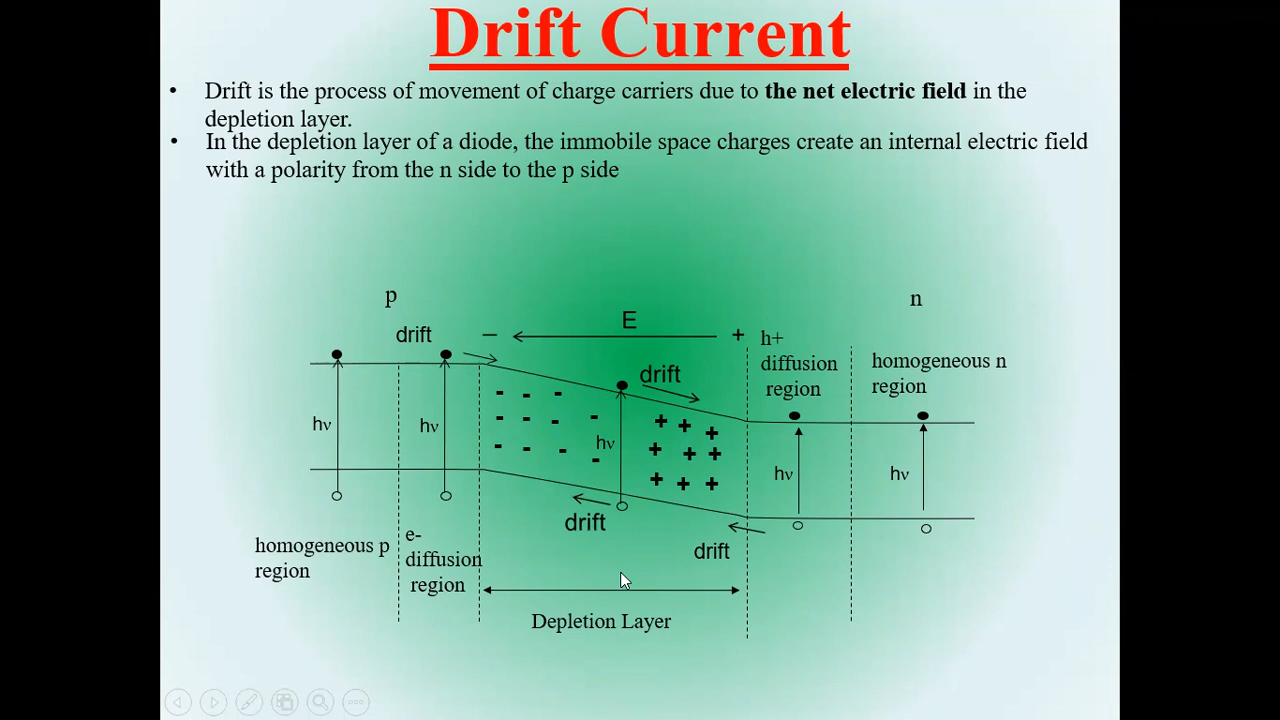 Drift Current
• Drift is the process of movement of charge carriers due to the net electric field in the
depletion layer.
• In the depletion layer of a diode, the immobile space charges create an internal electric field
with a polarity from the n side to the p side
p
n
drift
−
E
+
h+
diffusion
region
homogeneous n
region
drift
hν
hν
hν
hν
hν
drift
drift
homogeneous p
region
e-
diffusion
region
Depletion Layer